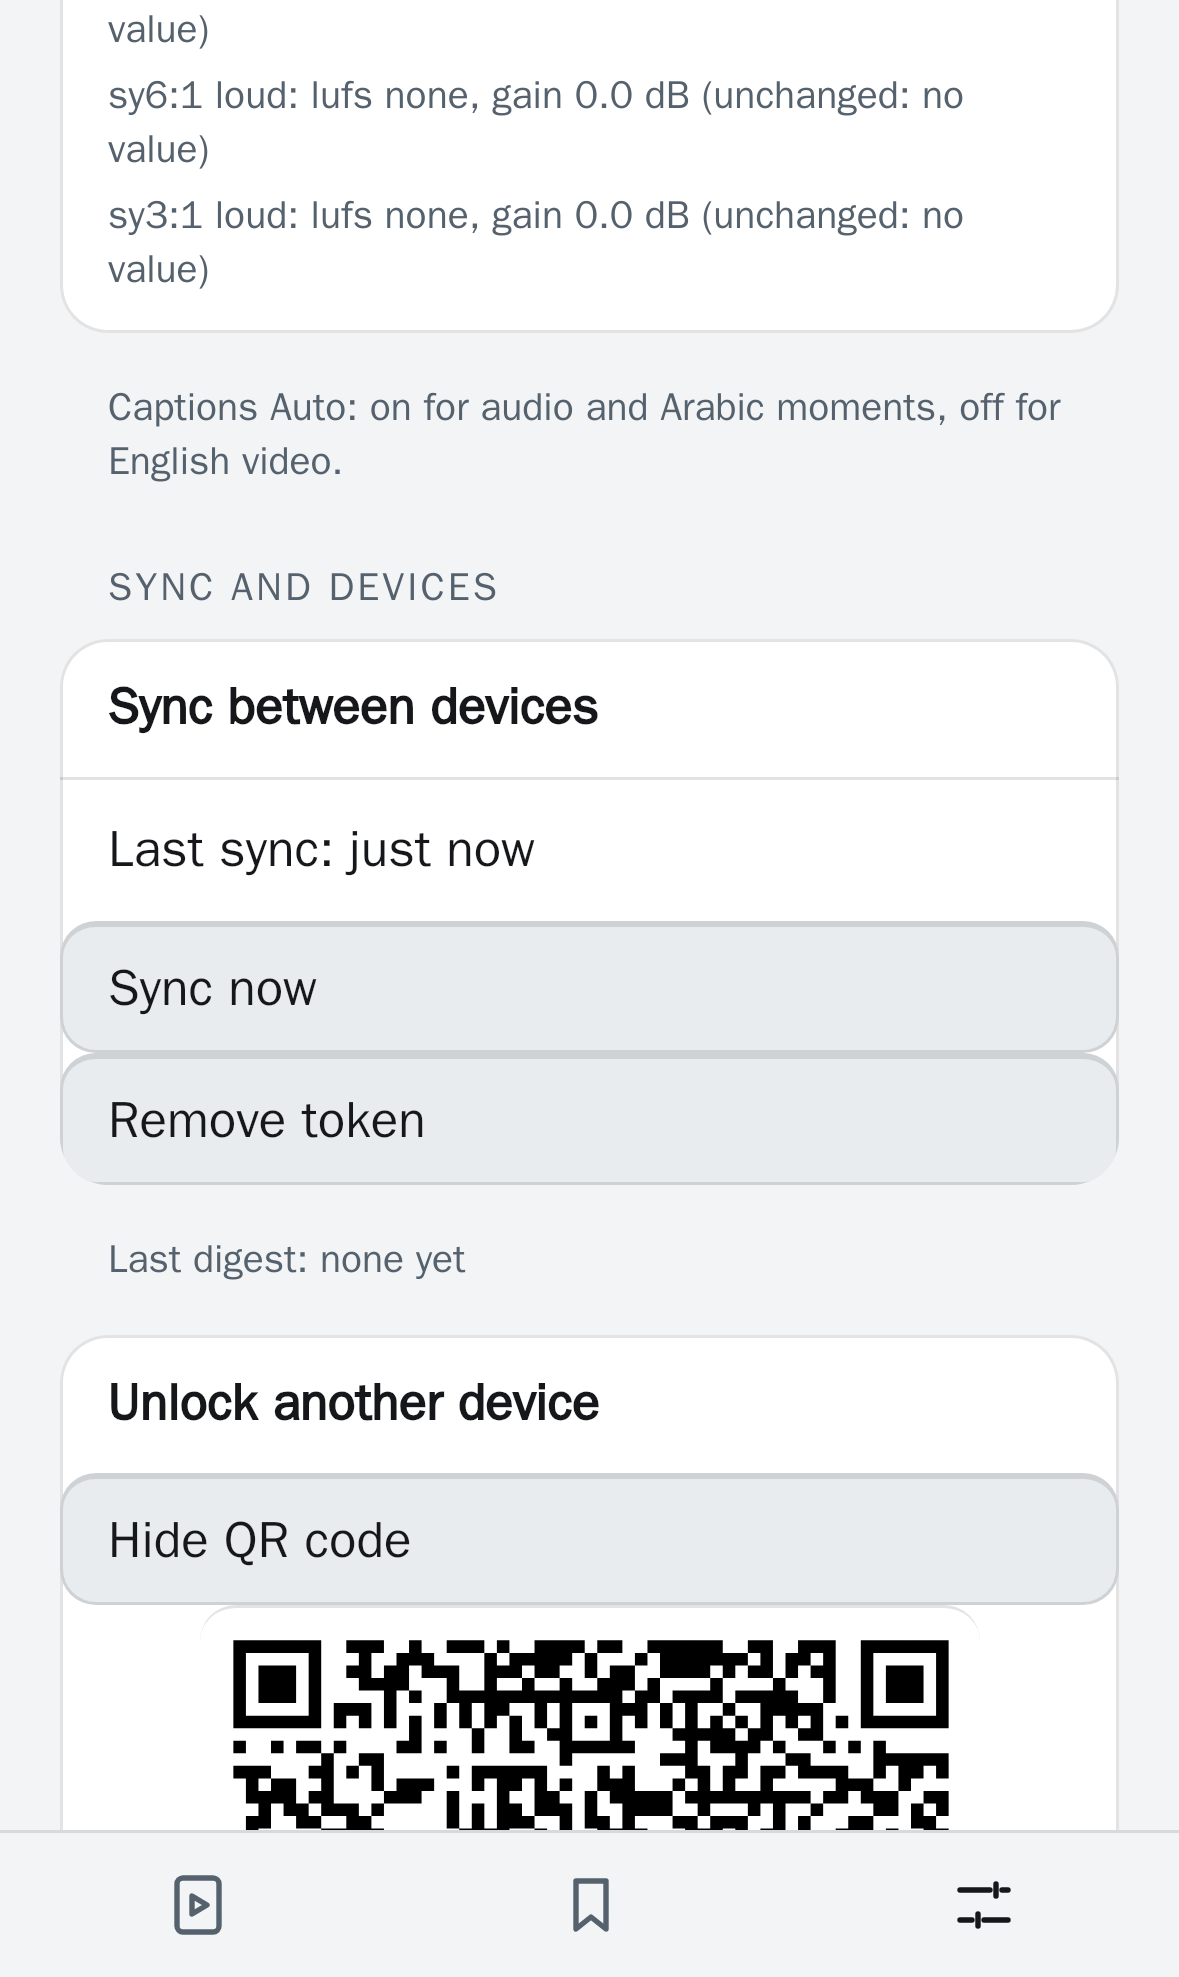 value)
sy6:1 loud: lufs none, gain 0.0 dB (unchanged: no
value)
sy3:1 loud: lufs none, gain 0.0 dB (unchanged: no
value)
Captions Auto: on for audio and Arabic moments, off for
English video.
SYNC AND DEVICES
Sync between devices
Last sync: just now
Sync now
Remove token
Last digest: none yet
Unlock another device
Hide QR code